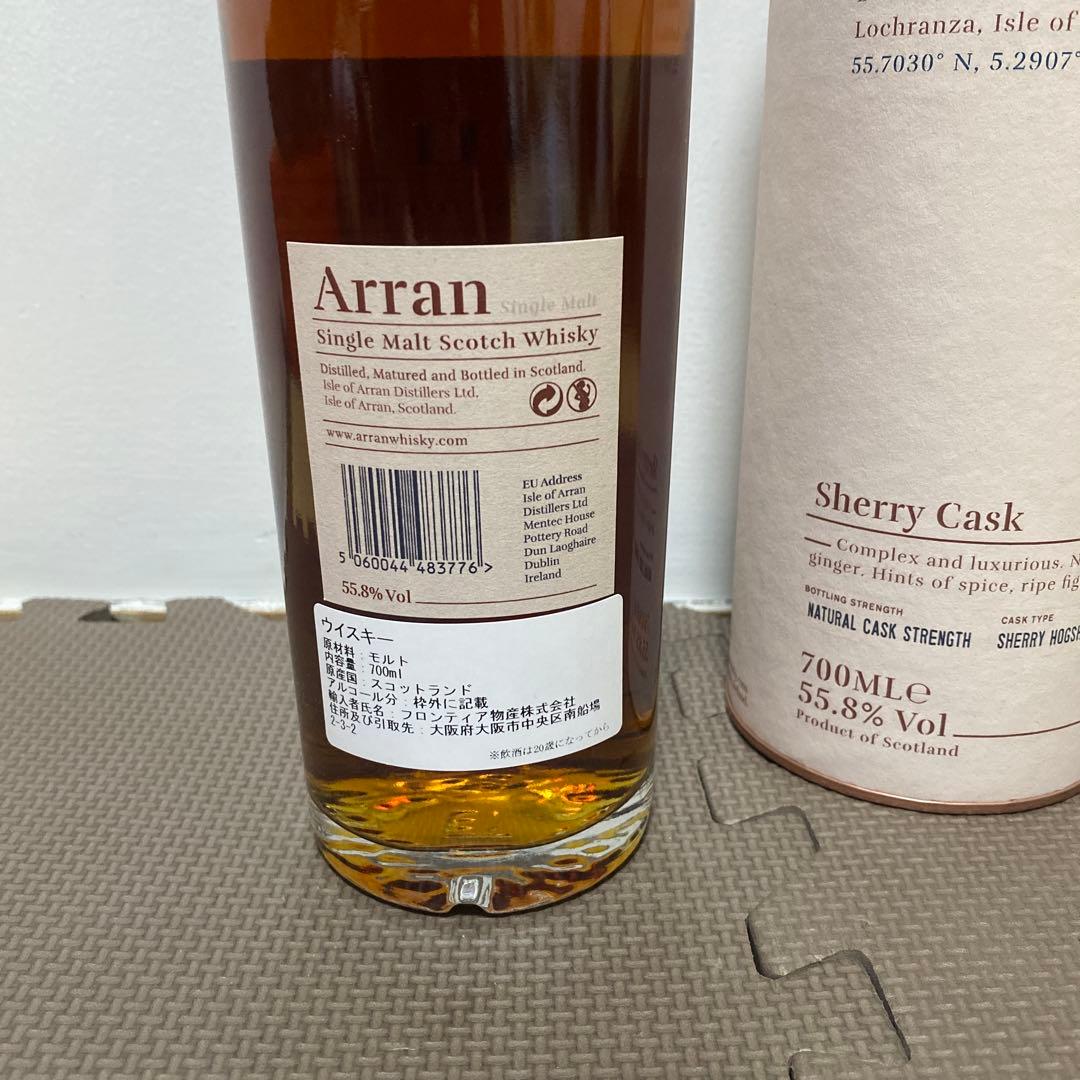 Arran Single Malt
Single Malt Scotch Whisky
Distilled, Matured and Bottled in Scotland.
Isle of Arran Distillers Ltd,
Isle of Arran, Scotland.
www.arranwhisky.com
5 060044 483776 >
EU Address
Isle of Arran
Distillers Ltd
Mentec House
Pottery Road
Dun Laoghaire
Dublin
Ireland
55.8% Vol
ウイスキー
原材料：モルト
内容量：700ml
原産国：スコットランド
アルコール分：枠外に記載
輸入者氏名：フロンティア物産株式会社
住所及び引取先：大阪府大阪市中央区南船場
2-3-2
※飲酒は20歳になってから
Lochranza, Isle of
55.7030° N, 5.2907°
Sherry Cask
Complex and luxurious. N
ginger. Hints of spice, ripe fig
BOTTLING STRENGTH
NATURAL CASK STRENGTH
CASK TYPE
SHERRY HOGSH
700ML℮
55.8% Vol
Product of Scotland